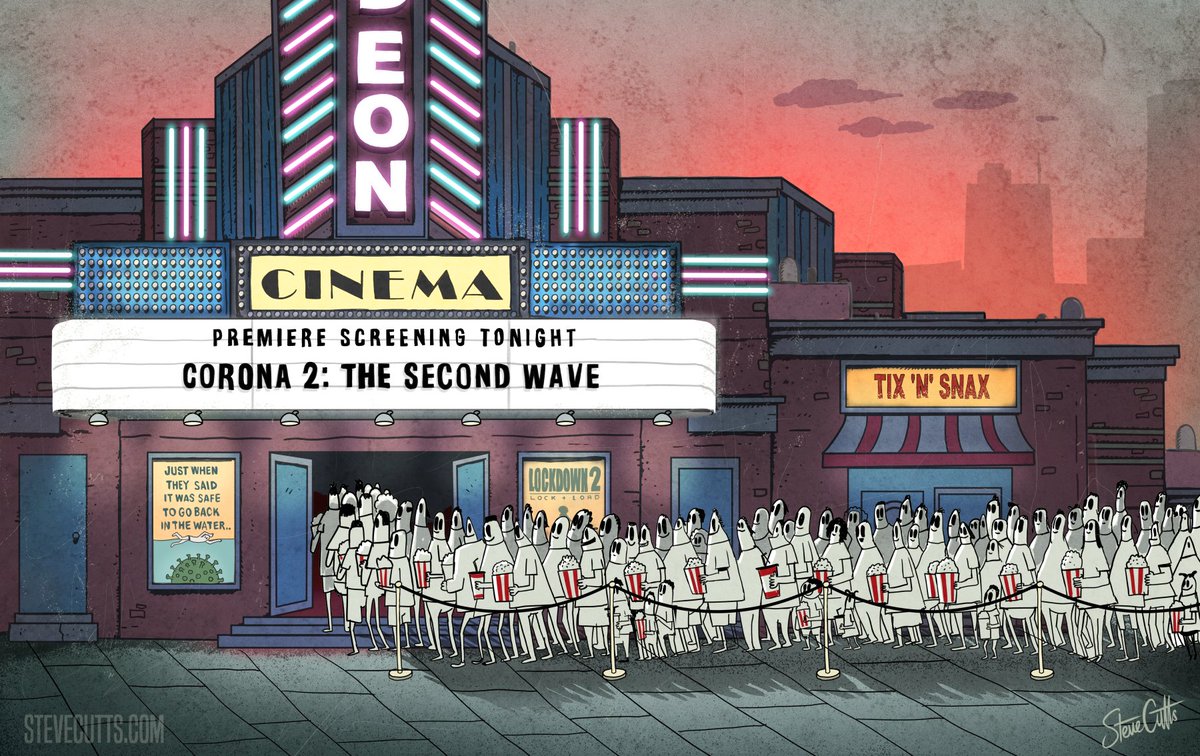 DEON
CINEMA
PREMIERE SCREENING TONIGHT
CORONA 2: THE SECOND WAVE
TIX 'N' SNAX
JUST WHEN
THEY SAID
IT WAS SAFE
TO GO BACK
IN THE WATER..
LOCKDOWN 2
LOCK + LOAD
STEVECUTTS.COM
Steve Cutts